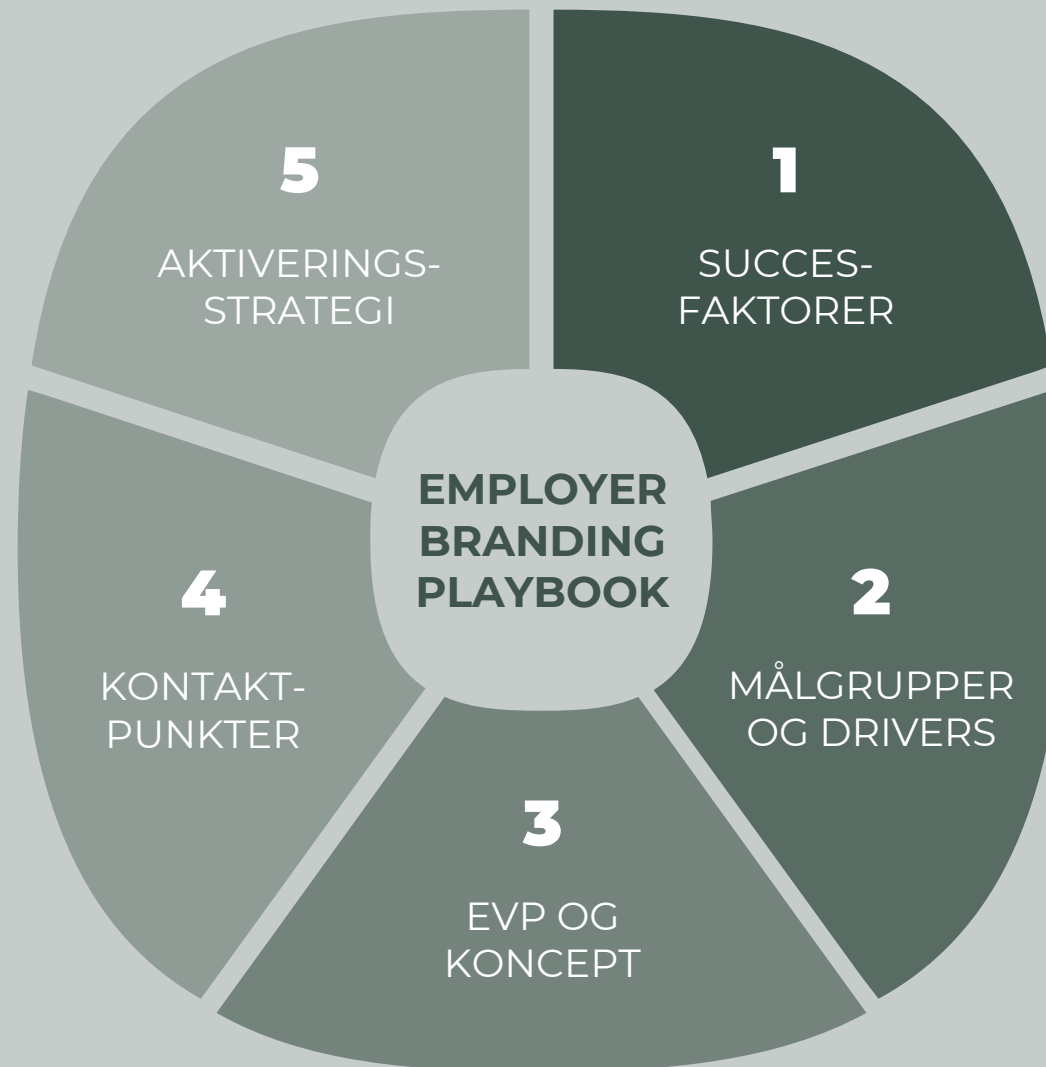 5
AKTIVERINGS-
STRATEGI
1
SUCCES-
FAKTORER
EMPLOYER
BRANDING
PLAYBOOK
4
KONTAKT-
PUNKTER
2
MÅLGRUPPER
OG DRIVERS
3
EVP OG
KONCEPT